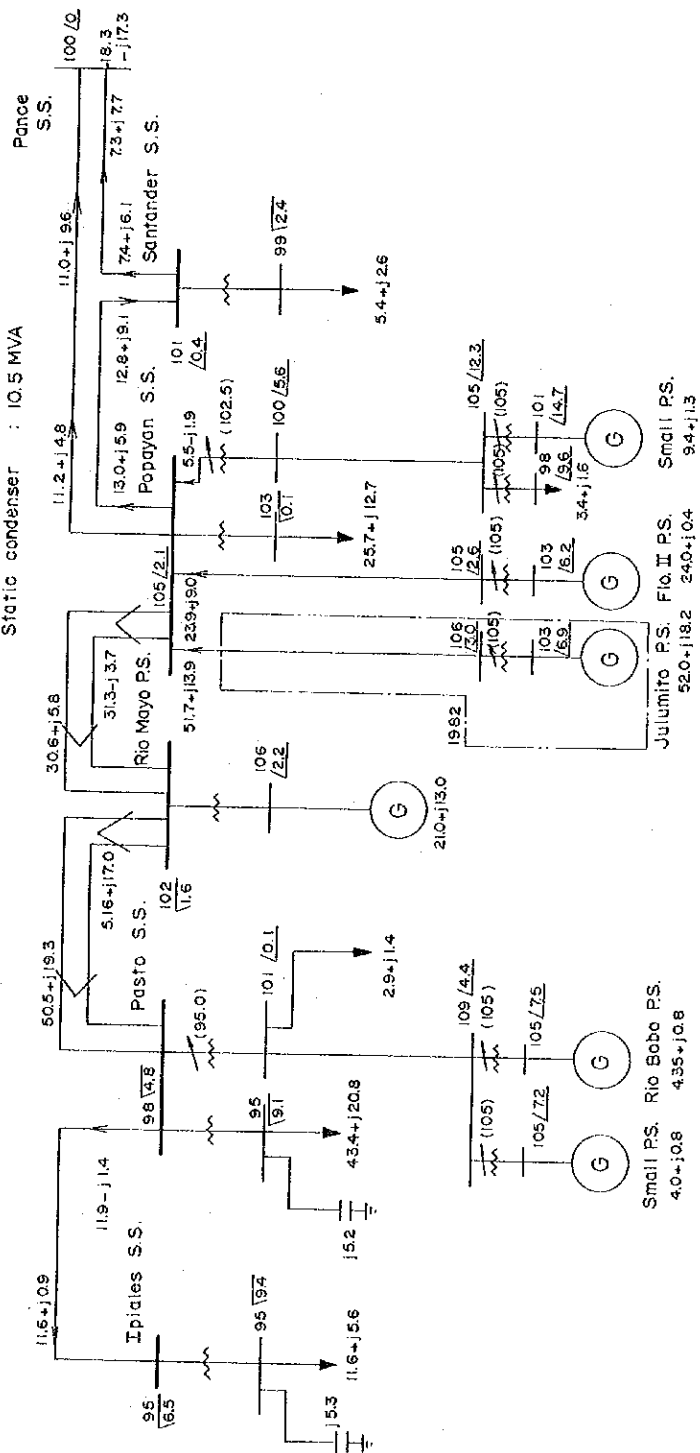 Static condenser : 10.5 MVA
Pance
S.S.
100 /0
18.3
-j17.3
11.0+j9.6
7.3+j7.7
Santander S.S.
7.4+j6.1
12.8+j9.1
101
/0.4
99 \2.4
5.4+j2.6
11.2+j4.8
13.0+j5.9
Popayan S.S.
5.5-j1.9
(102.5)
100/5.6
105/2.1
103
\0.1
25.7+j12.7
23.9+j9.0
51.7+j13.9
105/12.3
(105)
(105)
101
/14.7
98
/9.6
3.4+j1.6
G
Small P.S.
9.4+j1.3
105
/2.6
(105)
103
/6.2
G
Flo.II P.S.
24.0+j0.4
106
/3.0
(105)
103
/6.9
G
Julumito P.S.
52.0+j18.2
1982
30.6+j5.8
31.3-j3.7
Rio Mayo P.S.
102
\1.6
106
/2.2
G
21.0+j13.0
50.5+j19.3
5.16+j17.0
Pasto S.S.
98 \4.8
(95.0)
101 /0.1
2.9+j1.4
95
\9.1
43.4+j20.8
j5.2
109/4.4
(105)
(105)
105/7.5
105/7.2
G
G
Rio Bobo P.S.
4.35+j0.8
Small P.S.
4.0+j0.8
11.9-j1.4
11.6+j0.9
Ipiales S.S.
95
\6.5
95 \9.4
11.6+j5.6
j5.3